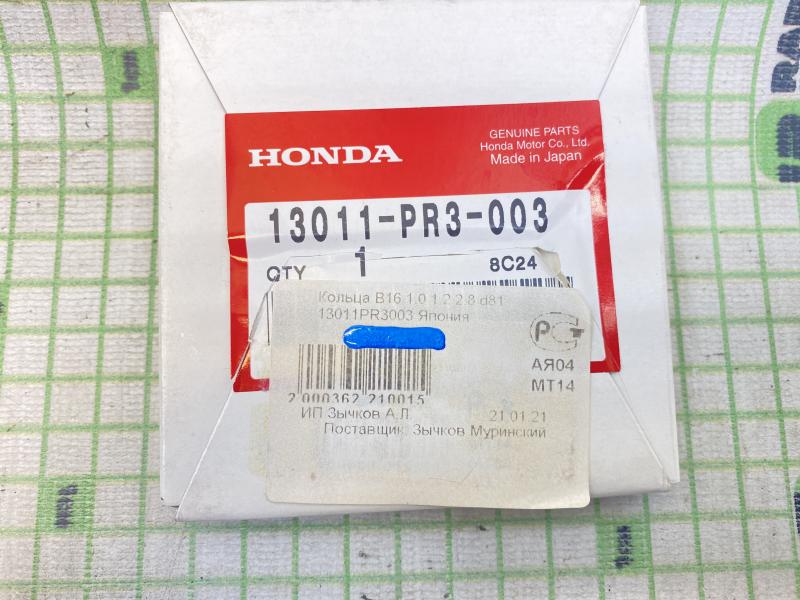 HONDA
GENUINE PARTS
Honda Motor Co., Ltd.
Made in Japan
13011-PR3-003
QTY 1 8C24
Кольца B16 1.0 1.2 2.8 d81
13011PR3003 Япония
РСТ
АЯ04
МТ14
2 000362 210015
ИП Зычков А.Л. 21.01.21
Поставщик: Зычков Муринский